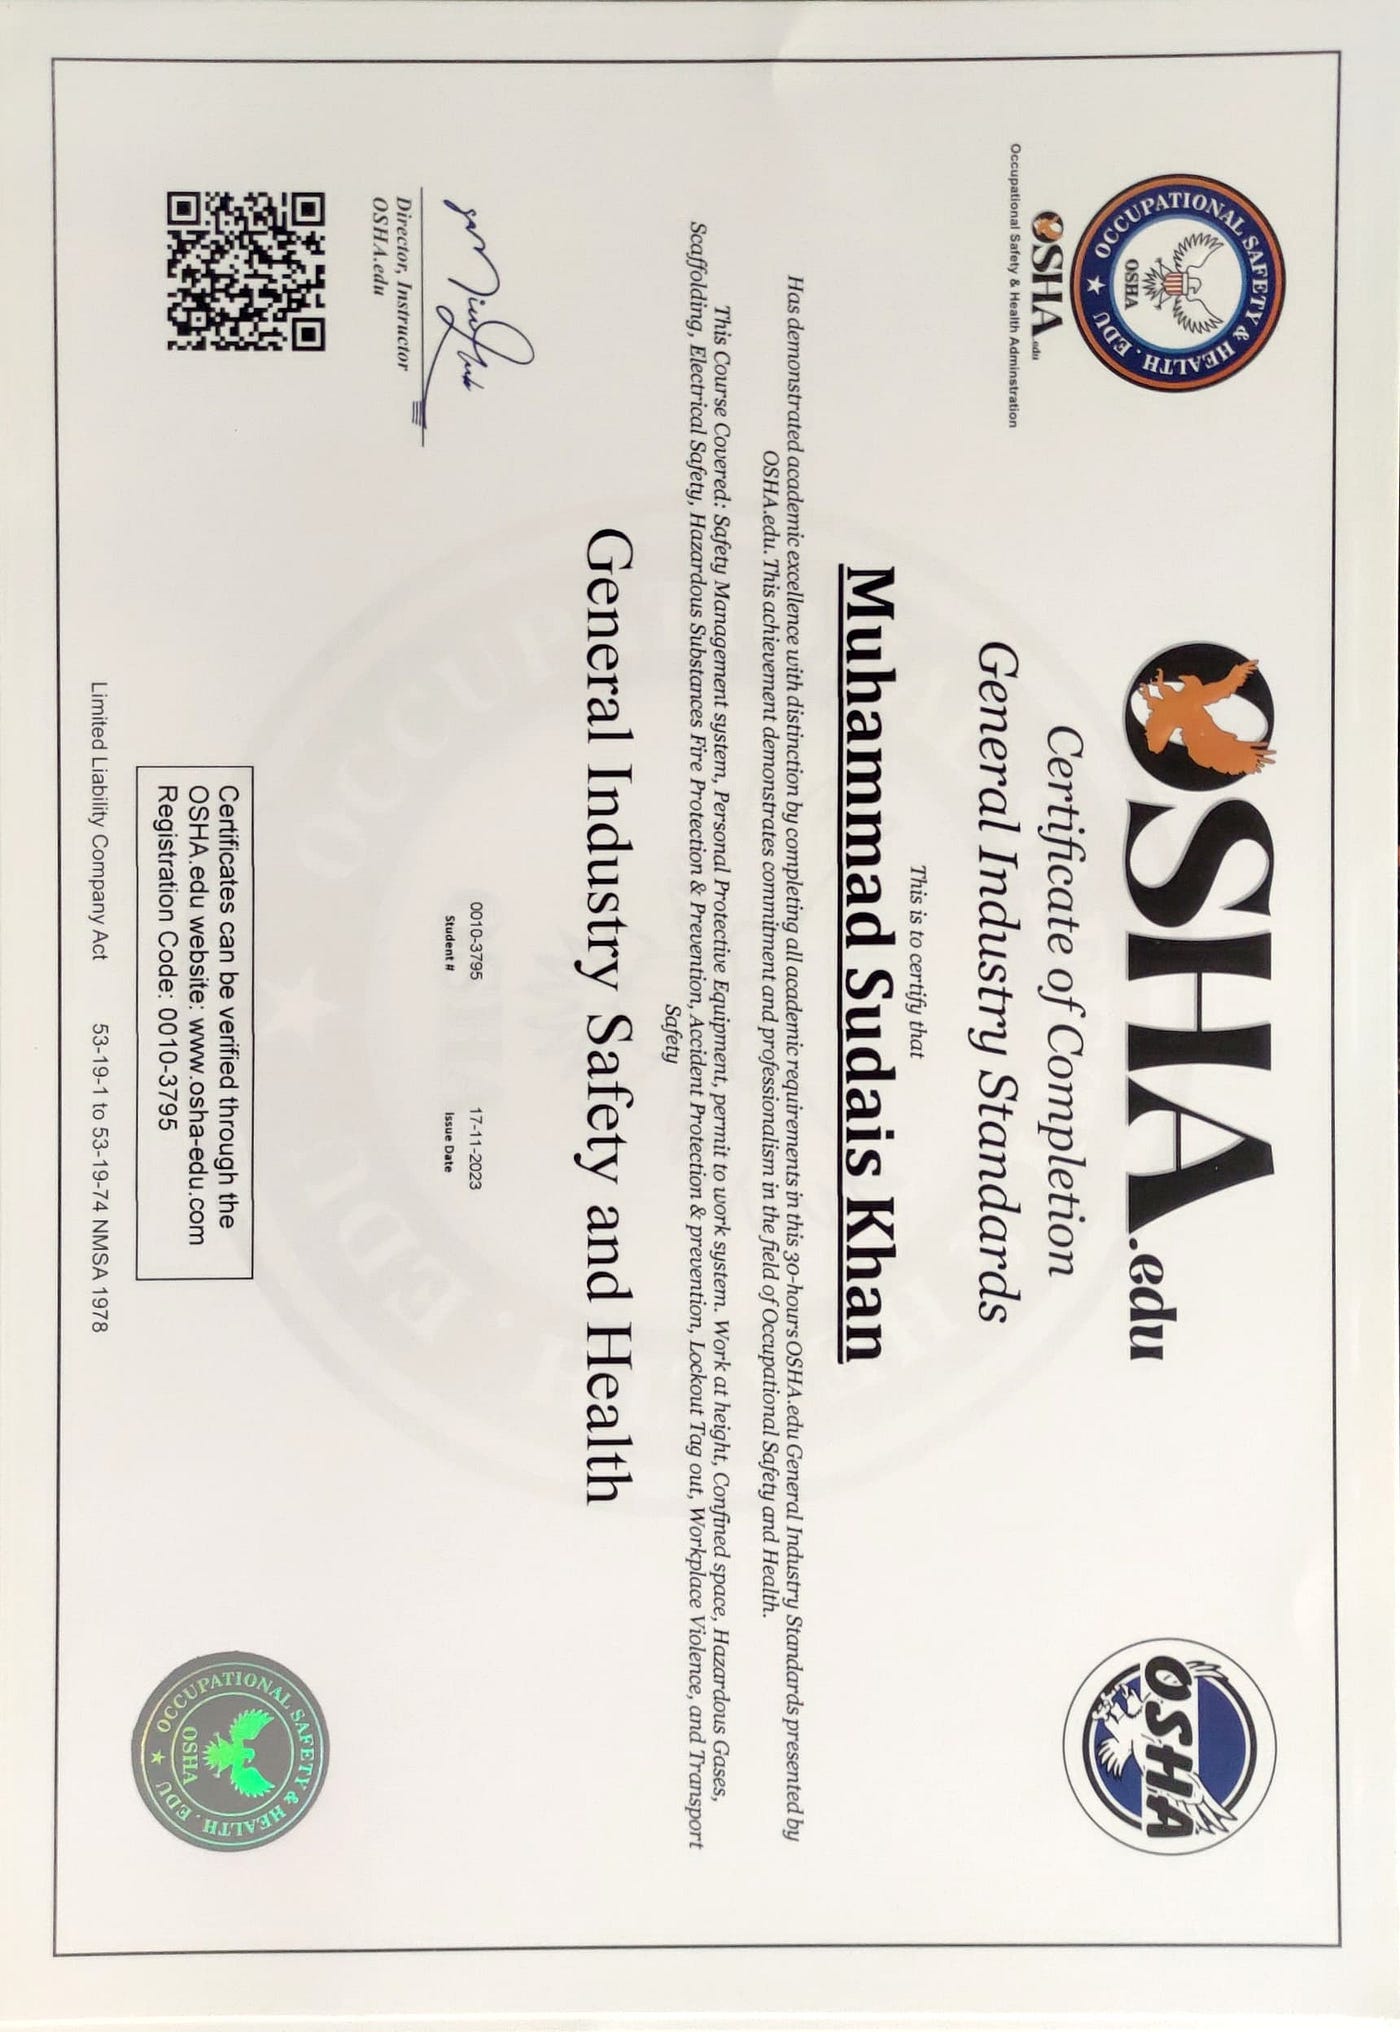 OCCUPATIONAL SAFETY & HEALTH . EDU
OSHA
OSHA.edu
Occupational Safety & Health Adminstration
OSHA.edu
OSHA
Certificate of Completion
General Industry Standards
This is to certify that
Muhammad Sudais Khan
Has demonstrated academic excellence with distinction by completing all academic requirements in this 30-hours OSHA.edu General Industry Standards presented by
OSHA.edu. This achievement demonstrates commitment and professionalism in the field of Occupational Safety and Health.
This Course Covered: Safety Management system, Personal Protective Equipment, permit to work system. Work at height, Confined space, Hazardous Gases,
Scaffolding, Electrical Safety, Hazardous Substances Fire Protection & Prevention, Accident Protection & prevention, Lockout Tag out, Workplace Violence, and Transport
Safety
General Industry Safety and Health
0010-3795
Student #
17-11-2023
Issue Date
Director, Instructor
OSHA.edu
Certificates can be verified through the
OSHA.edu website: www.osha-edu.com
Registration Code: 0010-3795
OCCUPATIONAL SAFETY & HEALTH . EDU
OSHA
Limited Liability Company Act 53-19-1 to 53-19-74 NMSA 1978